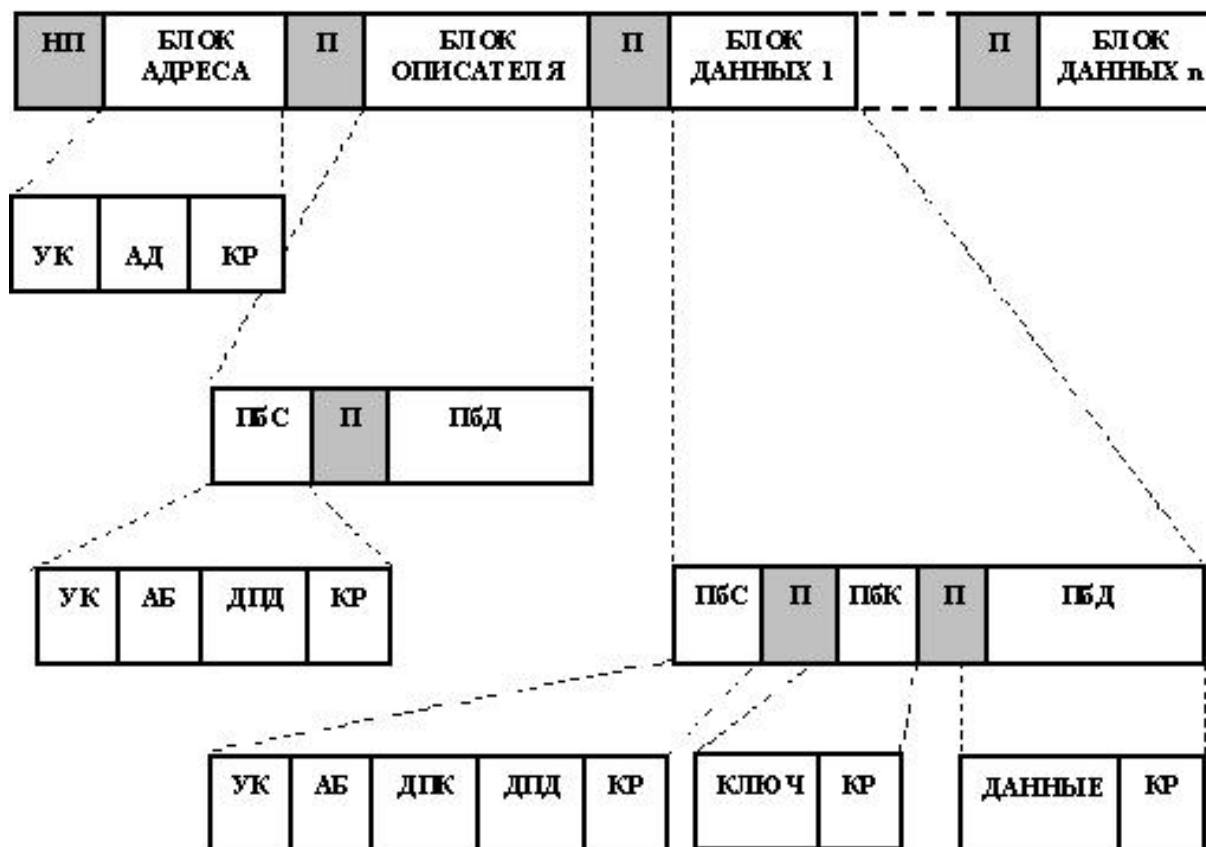 НП БЛОК АДРЕСА П БЛОК ОПИСАТЕЛЯ П БЛОК ДАННЫХ 1 П БЛОК ДАННЫХ n
УК АД КР
ПбС П ПбД
УК АБ ДПД КР
ПбС П ПбК П ПбД
УК АБ ДПК ДПД КР КЛЮЧ КР ДАННЫЕ КР